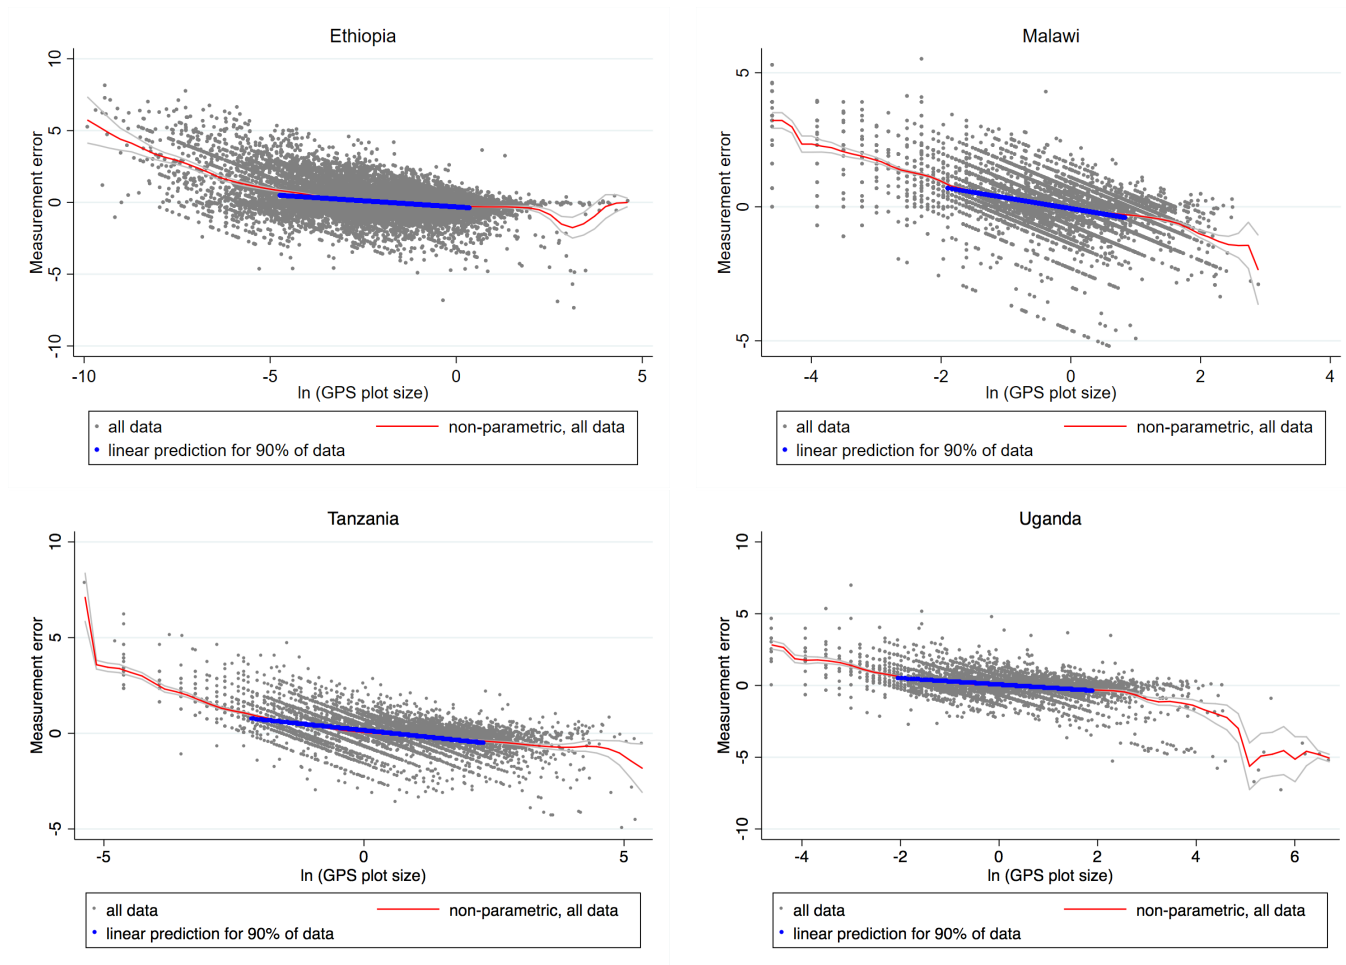 Ethiopia
Measurement error
10
5
0
-5
-10
-10 -5 0 5
ln (GPS plot size)
all data non-parametric, all data
linear prediction for 90% of data
Malawi
Measurement error
5
0
-5
-4 -2 0 2 4
ln (GPS plot size)
all data non-parametric, all data
linear prediction for 90% of data
Tanzania
Measurement error
10
5
0
-5
-5 0 5
ln (GPS plot size)
all data non-parametric, all data
linear prediction for 90% of data
Uganda
Measurement error
10
5
0
-5
-10
-4 -2 0 2 4 6
ln (GPS plot size)
all data non-parametric, all data
linear prediction for 90% of data